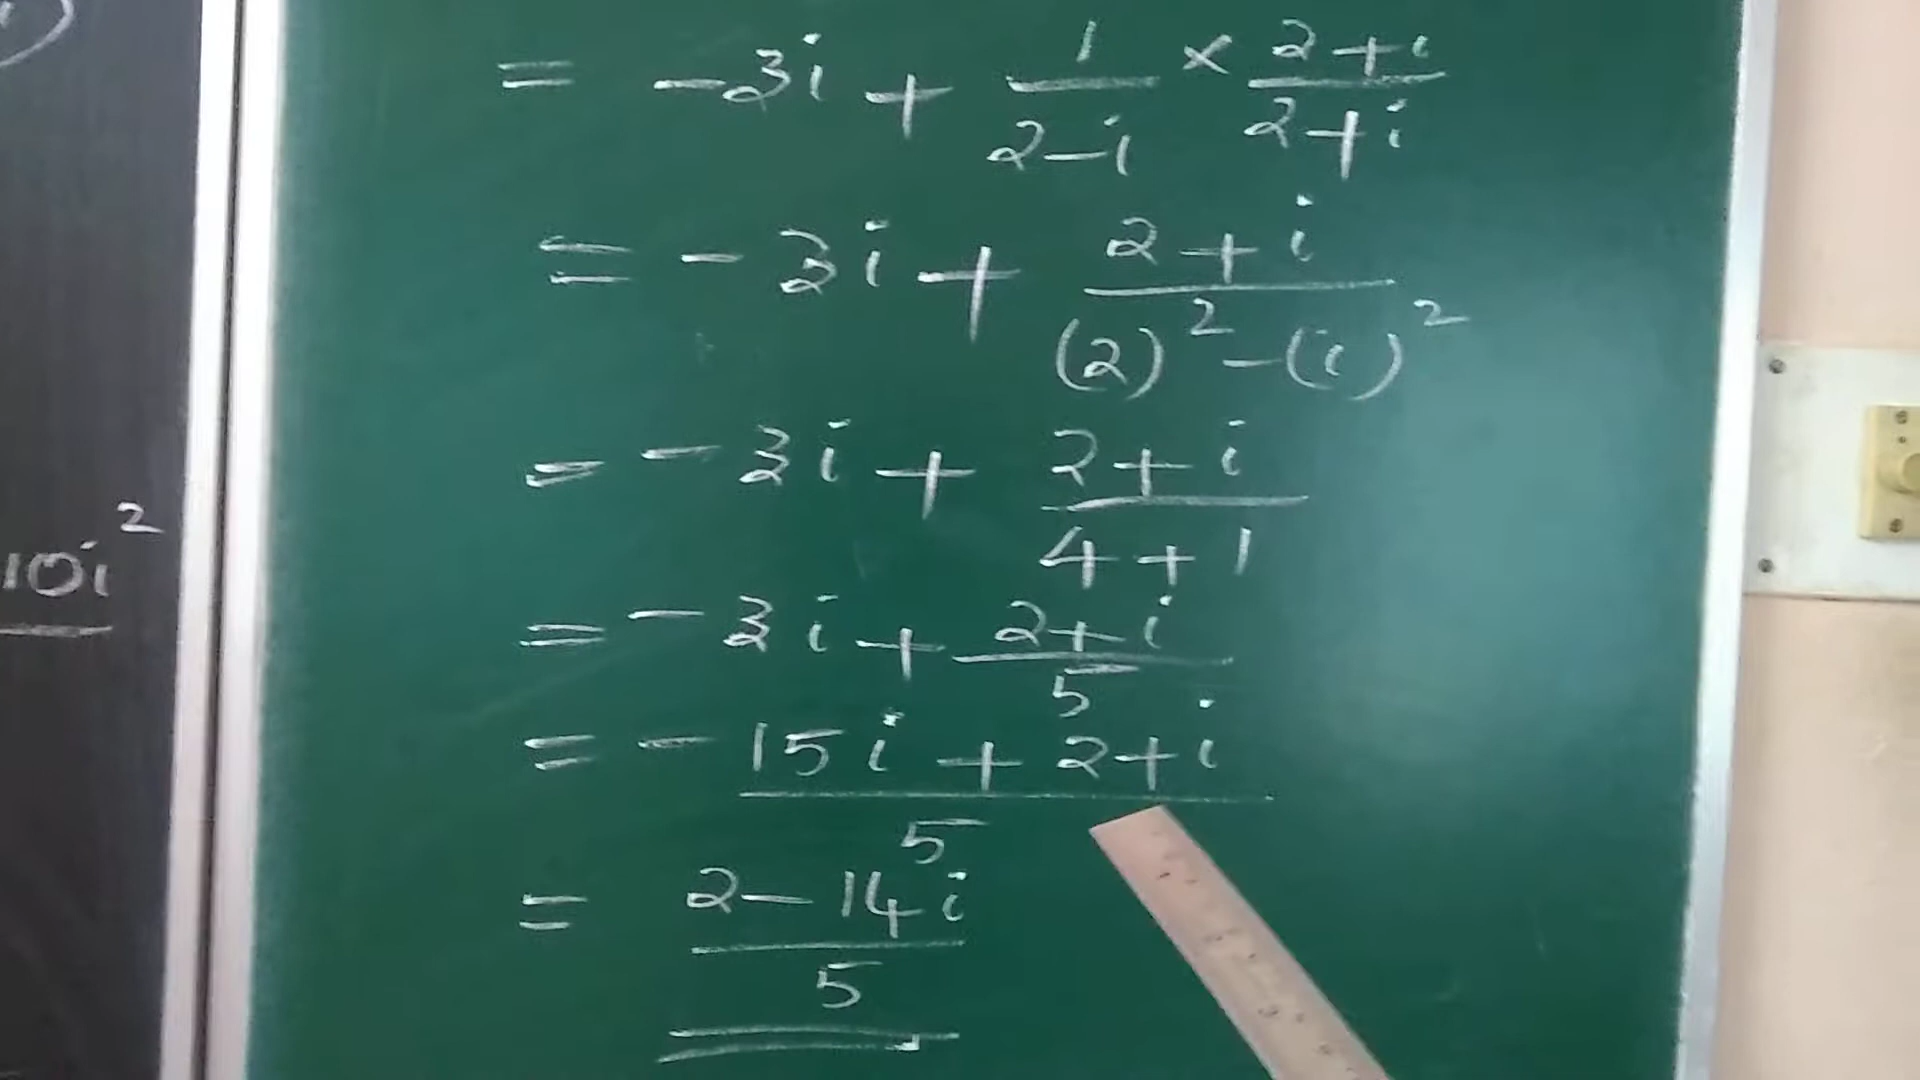 10i²
= -3i + 1/(2-i) × (2+i)/(2+i)
= -3i + (2+i)/((2)² - (i)²)
= -3i + (2+i)/(4+1)
= -3i + (2+i)/5
= (-15i + 2+i)/5
= (2-14i)/5